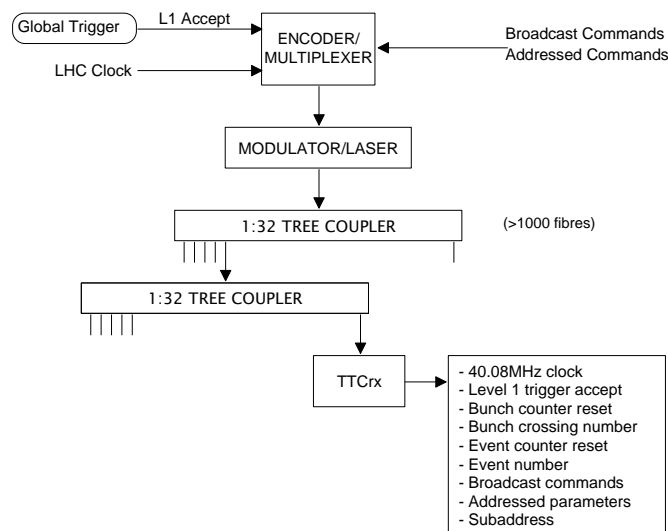 Global Trigger
L1 Accept
LHC Clock
ENCODER/
MULTIPLEXER
Broadcast Commands
Addressed Commands
MODULATOR/LASER
1:32 TREE COUPLER
(>1000 fibres)
1:32 TREE COUPLER
TTCrx
- 40.08MHz clock
- Level 1 trigger accept
- Bunch counter reset
- Bunch crossing number
- Event counter reset
- Event number
- Broadcast commands
- Addressed parameters
- Subaddress